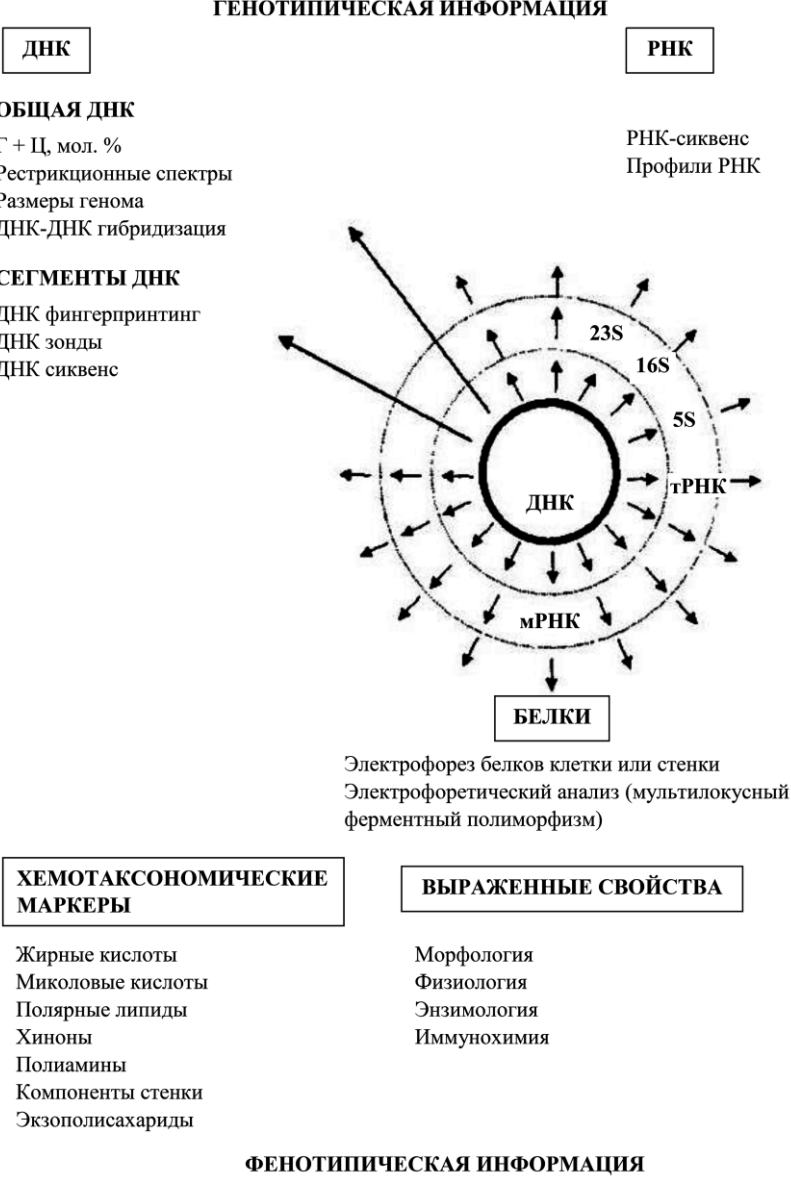 ГЕНОТИПИЧЕСКАЯ ИНФОРМАЦИЯ
ДНК
РНК
ОБЩАЯ ДНК
Г + Ц, мол. %
Рестрикционные спектры
Размеры генома
ДНК-ДНК гибридизация
РНК-сиквенс
Профили РНК
СЕГМЕНТЫ ДНК
ДНК фингерпринтинг
ДНК зонды
ДНК сиквенс
23S
16S
5S
тРНК
ДНК
мРНК
БЕЛКИ
Электрофорез белков клетки или стенки
Электрофоретический анализ (мультилокусный
ферментный полиморфизм)
ХЕМОТАКСОНОМИЧЕСКИЕ
МАРКЕРЫ
Жирные кислоты
Миколовые кислоты
Полярные липиды
Хиноны
Полиамины
Компоненты стенки
Экзополисахариды
ВЫРАЖЕННЫЕ СВОЙСТВА
Морфология
Физиология
Энзимология
Иммунохимия
ФЕНОТИПИЧЕСКАЯ ИНФОРМАЦИЯ